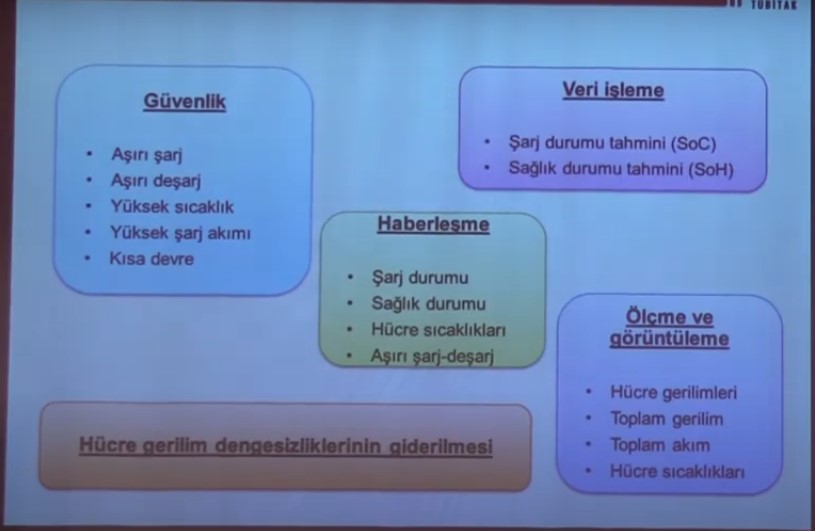 TÜBİTAK
Güvenlik
• Aşırı şarj
• Aşırı deşarj
• Yüksek sıcaklık
• Yüksek şarj akımı
• Kısa devre
Veri işleme
• Şarj durumu tahmini (SoC)
• Sağlık durumu tahmini (SoH)
Haberleşme
• Şarj durumu
• Sağlık durumu
• Hücre sıcaklıkları
• Aşırı şarj-deşarj
Ölçme ve
görüntüleme
• Hücre gerilimleri
• Toplam gerilim
• Toplam akım
• Hücre sıcaklıkları
Hücre gerilim dengesizliklerinin giderilmesi